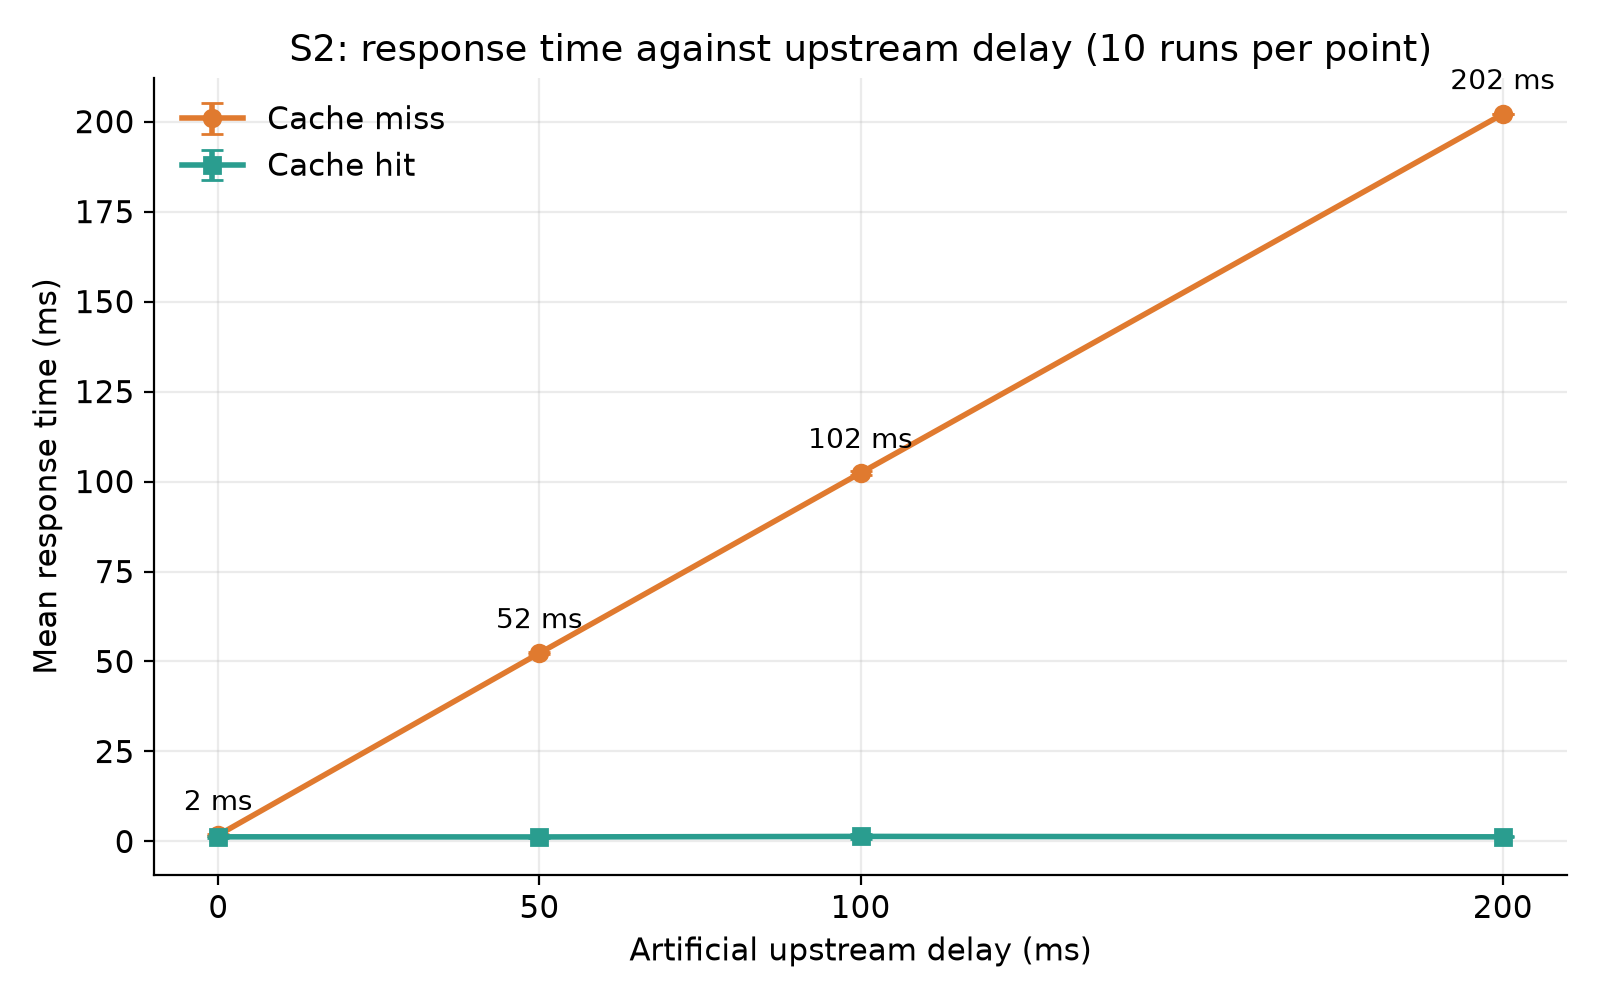 S2: response time against upstream delay (10 runs per point)
202 ms
Cache miss
Cache hit
200
175
150
125
102 ms
100
75
52 ms
50
25
2 ms
0
Mean response time (ms)
0 50 100 200
Artificial upstream delay (ms)